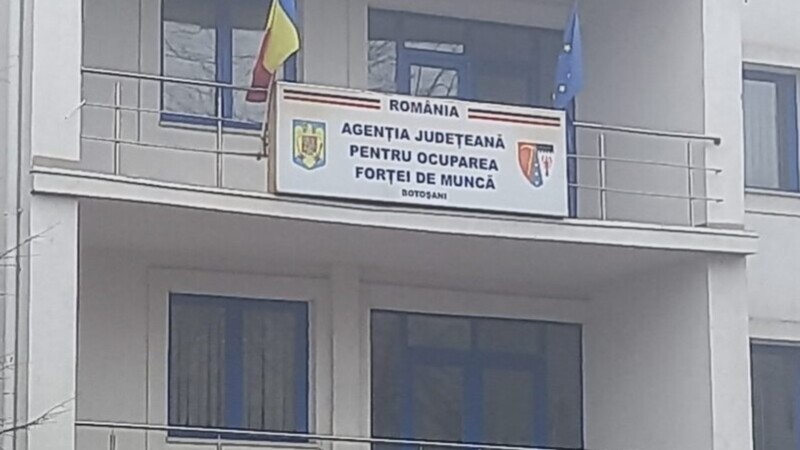 ROMÂNIA
AGENȚIA JUDEȚEANĂ
PENTRU OCUPAREA
FORȚEI DE MUNCĂ
BOTOȘANI